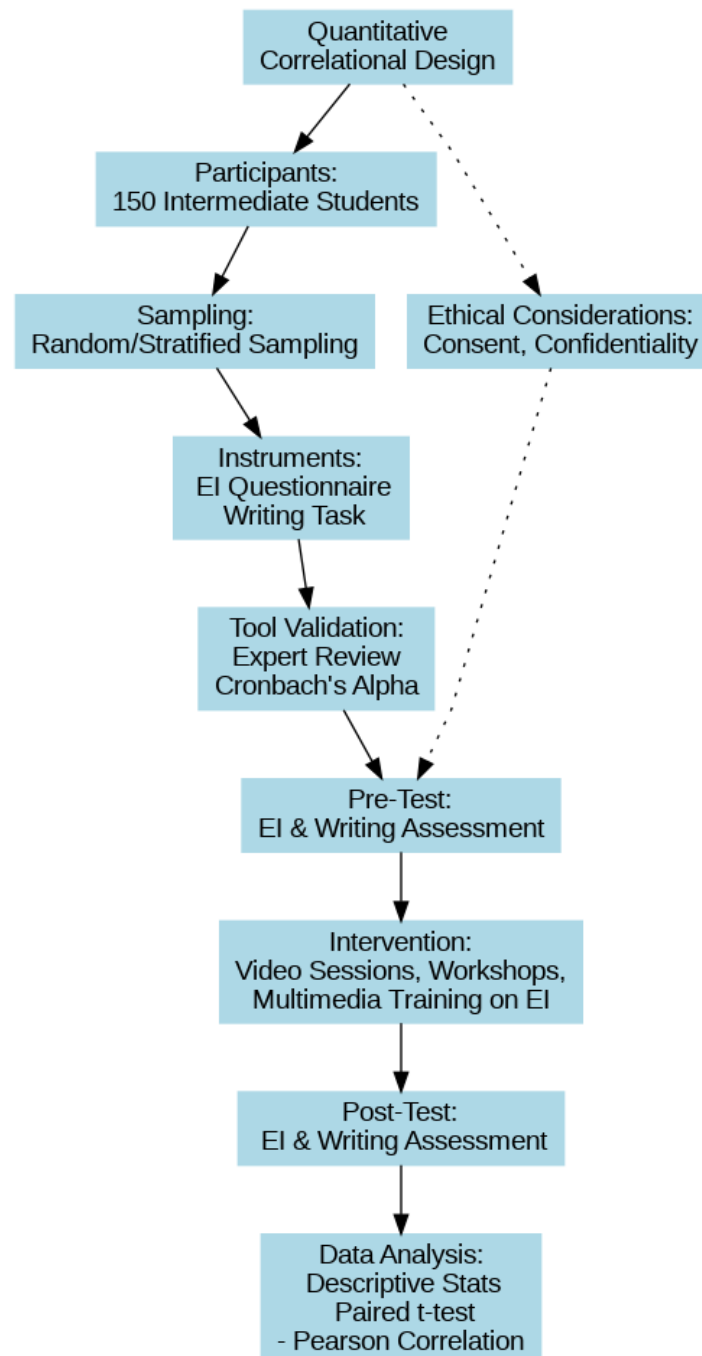 Quantitative
Correlational Design
Participants:
150 Intermediate Students
Sampling:
Random/Stratified Sampling
Ethical Considerations:
Consent, Confidentiality
Instruments:
EI Questionnaire
Writing Task
Tool Validation:
Expert Review
Cronbach's Alpha
Pre-Test:
EI & Writing Assessment
Intervention:
Video Sessions, Workshops,
Multimedia Training on EI
Post-Test:
EI & Writing Assessment
Data Analysis:
Descriptive Stats
Paired t-test
- Pearson Correlation